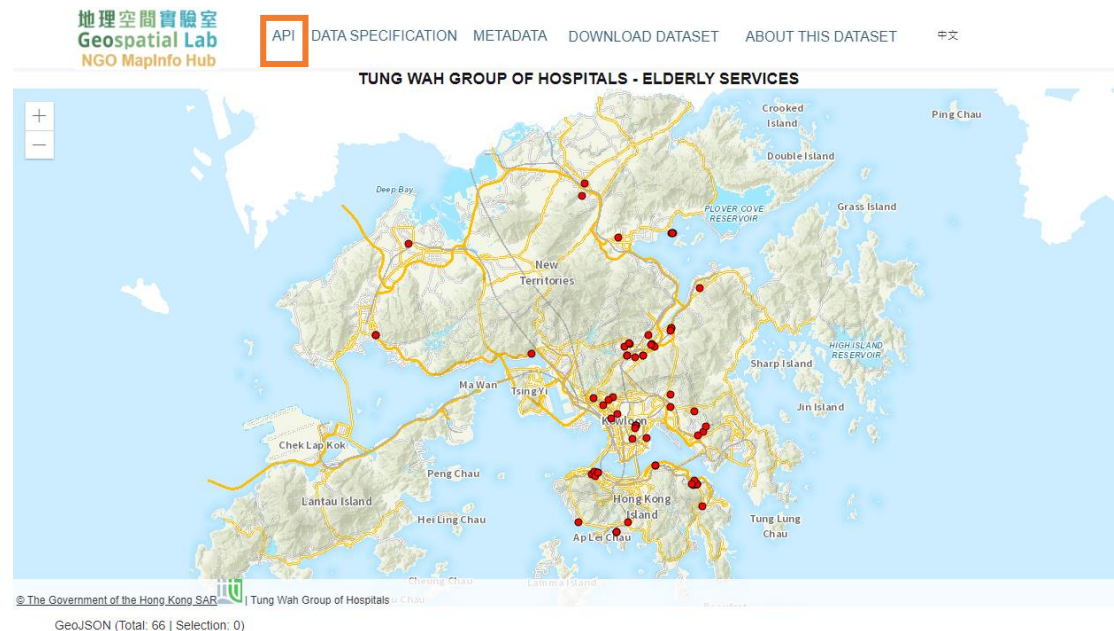 地理空間實驗室
Geospatial Lab
NGO MapInfo Hub
API DATA SPECIFICATION METADATA DOWNLOAD DATASET ABOUT THIS DATASET 中文
TUNG WAH GROUP OF HOSPITALS - ELDERLY SERVICES
+
−
Crooked
Island
Ping Chau
Double Island
Deep Bay
PLOVER COVE
RESERVOIR
Grass Island
New
Territories
HIGH ISLAND
RESERVOIR
Sharp Island
Ma Wan
Tsing Yi
Jin Island
Kowloon
Chek Lap Kok
Peng Chau
Lantau Island
Hong Kong
Island
Hei Ling Chau
Tung Lung
Chau
Ap Lei Chau
Cheung Chau
Lamma Island
© The Government of the Hong Kong SAR | Tung Wah Group of Hospitals
GeoJSON (Total: 66 | Selection: 0)